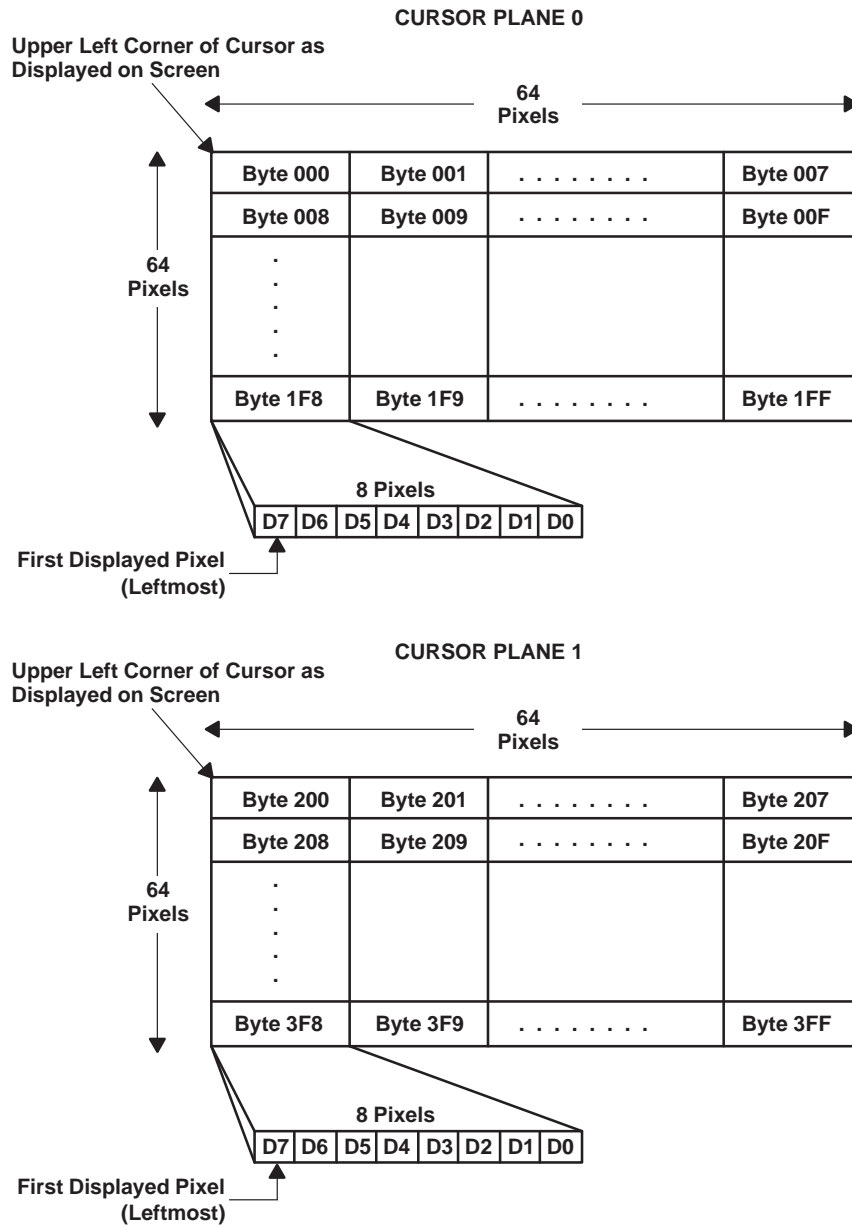 CURSOR PLANE 0
Upper Left Corner of Cursor as
Displayed on Screen
64
Pixels
Byte 000 Byte 001 . . . . . . . . Byte 007
Byte 008 Byte 009 . . . . . . . . Byte 00F
64
Pixels
.
.
.
.
.
Byte 1F8 Byte 1F9 . . . . . . . . Byte 1FF
8 Pixels
D7 D6 D5 D4 D3 D2 D1 D0
First Displayed Pixel
(Leftmost)
CURSOR PLANE 1
Upper Left Corner of Cursor as
Displayed on Screen
64
Pixels
Byte 200 Byte 201 . . . . . . . . Byte 207
Byte 208 Byte 209 . . . . . . . . Byte 20F
64
Pixels
.
.
.
.
.
Byte 3F8 Byte 3F9 . . . . . . . . Byte 3FF
8 Pixels
D7 D6 D5 D4 D3 D2 D1 D0
First Displayed Pixel
(Leftmost)